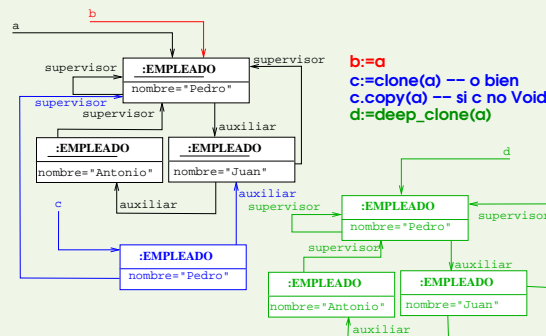 b
a
b:=a
c:=clone(a) -- o bien
c.copy(a) -- si c no Void
d:=deep_clone(a)
supervisor
supervisor
:EMPLEADO
nombre="Pedro"
supervisor
supervisor
auxiliar
:EMPLEADO
nombre="Antonio"
:EMPLEADO
nombre="Juan"
auxiliar
auxiliar
c
:EMPLEADO
nombre="Pedro"
d
supervisor
:EMPLEADO
nombre="Pedro"
supervisor
supervisor
auxiliar
:EMPLEADO
nombre="Antonio"
:EMPLEADO
nombre="Juan"
auxiliar